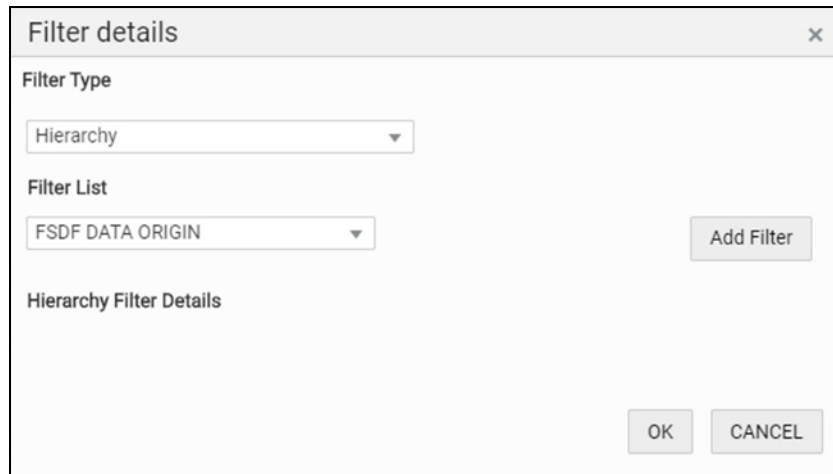 Filter details
×
Filter Type
Hierarchy
Filter List
FSDF DATA ORIGIN
Add Filter
Hierarchy Filter Details
OK
CANCEL